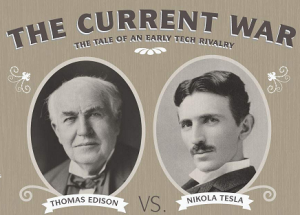 THE CURRENT WAR
THE TALE OF AN EARLY TECH RIVALRY
THOMAS EDISON
VS.
NIKOLA TESLA